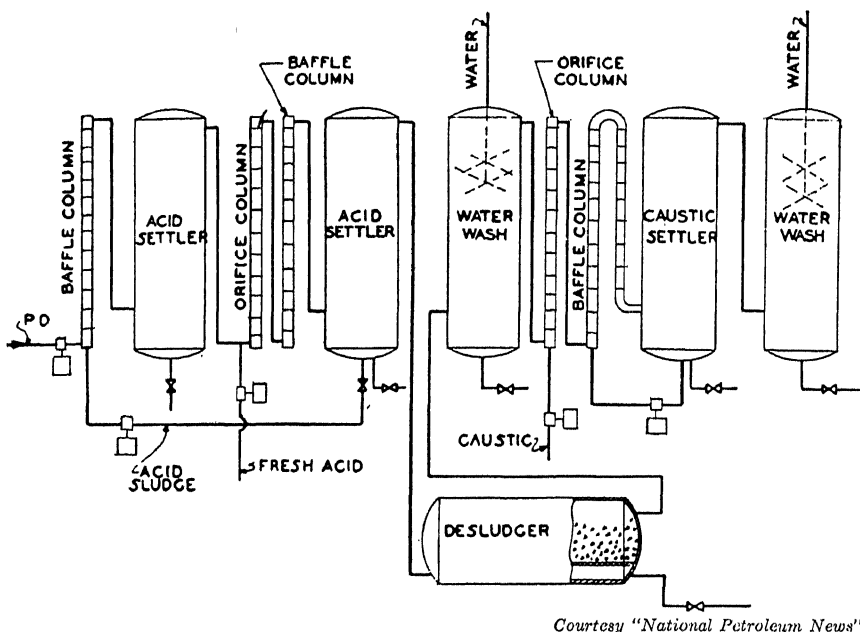 WATER
WATER
BAFFLE
COLUMN
ORIFICE
COLUMN
BAFFLE COLUMN
ACID
SETTLER
ORIFICE COLUMN
ACID
SETTLER
WATER
WASH
BAFFLE COLUMN
CAUSTIC
SETTLER
WATER
WASH
PD
ACID
SLUDGE
FRESH ACID
CAUSTIC
DESLUDGER
Courtesy "National Petroleum News"